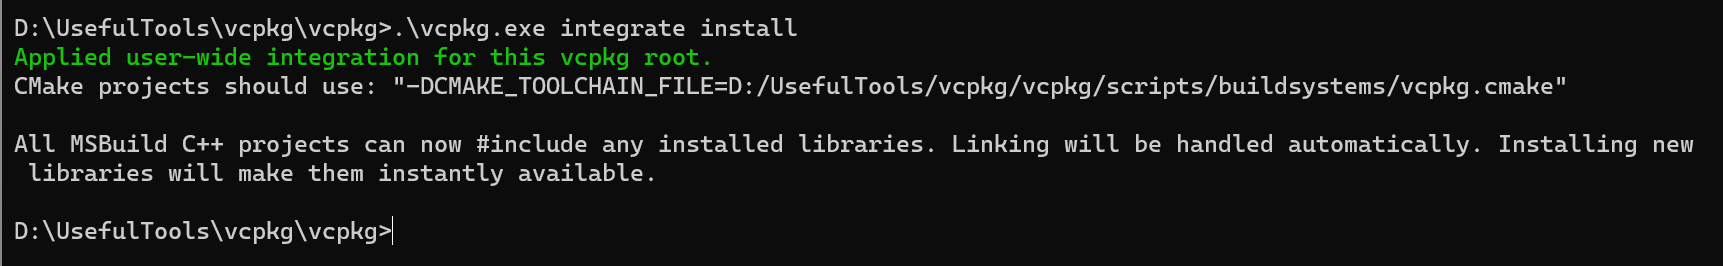 D:\UsefulTools\vcpkg\vcpkg>.\vcpkg.exe integrate install
Applied user-wide integration for this vcpkg root.
CMake projects should use: "-DCMAKE_TOOLCHAIN_FILE=D:/UsefulTools/vcpkg/vcpkg/scripts/buildsystems/vcpkg.cmake"
All MSBuild C++ projects can now #include any installed libraries. Linking will be handled automatically. Installing new
libraries will make them instantly available.
D:\UsefulTools\vcpkg\vcpkg>